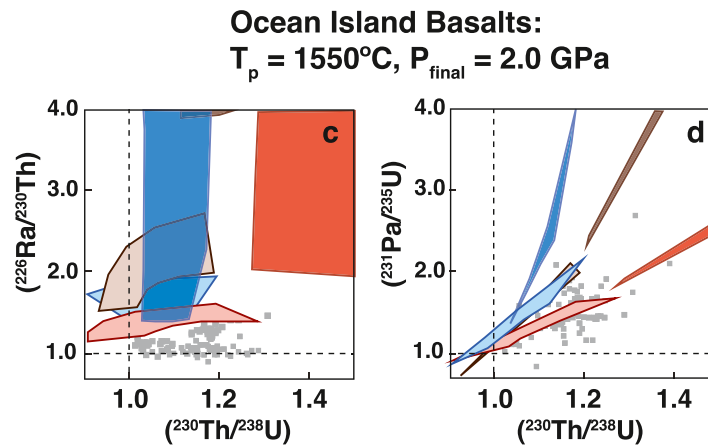 Ocean Island Basalts:
Tp = 1550ºC, Pfinal = 2.0 GPa
4.0
3.0
2.0
1.0
(226Ra/230Th)
c
1.0
1.2
1.4
(230Th/238U)
4.0
3.0
2.0
1.0
(231Pa/235U)
d
1.0
1.2
1.4
(230Th/238U)